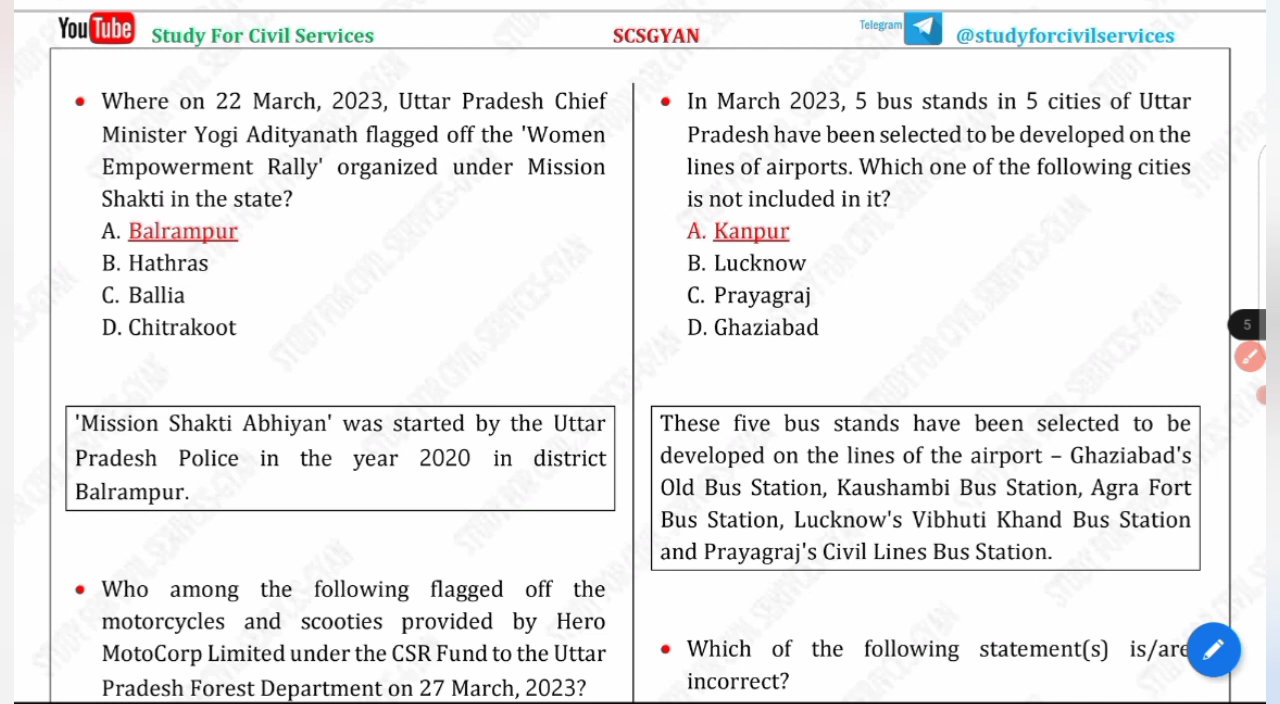 YouTube Study For Civil Services SCSGYAN Telegram @studyforcivilservices
• Where on 22 March, 2023, Uttar Pradesh Chief
Minister Yogi Adityanath flagged off the 'Women
Empowerment Rally' organized under Mission
Shakti in the state?
A. Balrampur
B. Hathras
C. Ballia
D. Chitrakoot
'Mission Shakti Abhiyan' was started by the Uttar
Pradesh Police in the year 2020 in district
Balrampur.
• Who among the following flagged off the
motorcycles and scooties provided by Hero
MotoCorp Limited under the CSR Fund to the Uttar
Pradesh Forest Department on 27 March, 2023?
• In March 2023, 5 bus stands in 5 cities of Uttar
Pradesh have been selected to be developed on the
lines of airports. Which one of the following cities
is not included in it?
A. Kanpur
B. Lucknow
C. Prayagraj
D. Ghaziabad
These five bus stands have been selected to be
developed on the lines of the airport – Ghaziabad's
Old Bus Station, Kaushambi Bus Station, Agra Fort
Bus Station, Lucknow's Vibhuti Khand Bus Station
and Prayagraj's Civil Lines Bus Station.
• Which of the following statement(s) is/are
incorrect?
5